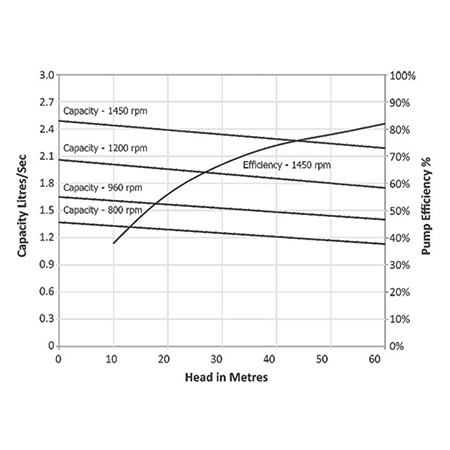 3.0
2.7
2.4
2.1
1.8
1.5
1.2
0.9
0.6
0.3
0
Capacity Litres/Sec
Capacity - 1450 rpm
Capacity - 1200 rpm
Efficiency - 1450 rpm
Capacity - 960 rpm
Capacity - 800 rpm
100%
90%
80%
70%
60%
50%
40%
30%
20%
10%
0%
Pump Efficiency %
0 10 20 30 40 50 60
Head in Metres